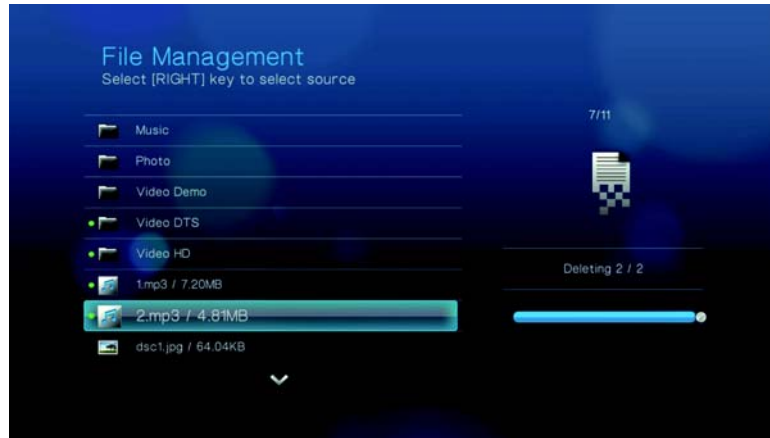 File Management
Select [RIGHT] key to select source
7/11
Music
Photo
Video Demo
Video DTS
Video HD
1.mp3 / 7.20MB
2.mp3 / 4.81MB
dsc1.jpg / 64.04KB
Deleting 2 / 2